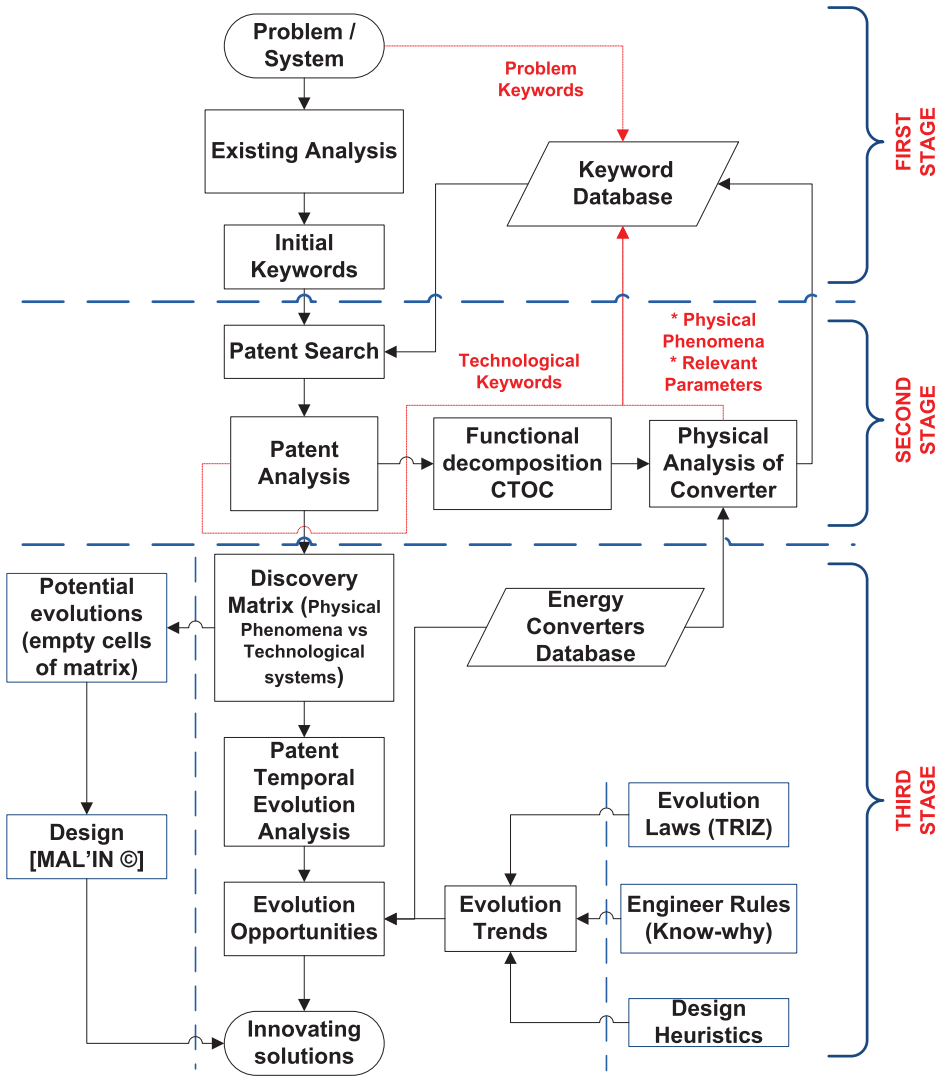 Problem /
System
Problem
Keywords
Existing Analysis
Keyword
Database
FIRST
STAGE
Initial
Keywords
Patent Search
Technological
Keywords
* Physical
Phenomena
* Relevant
Parameters
Patent
Analysis
Functional
decomposition
CTOC
Physical
Analysis of
Converter
SECOND
STAGE
Potential
evolutions
(empty cells
of matrix)
Discovery
Matrix (Physical
Phenomena vs
Technological
systems)
Energy
Converters
Database
Patent
Temporal
Evolution
Analysis
Design
[MAL'IN ©]
Evolution
Laws (TRIZ)
THIRD
STAGE
Evolution
Opportunities
Evolution
Trends
Engineer Rules
(Know-why)
Innovating
solutions
Design
Heuristics